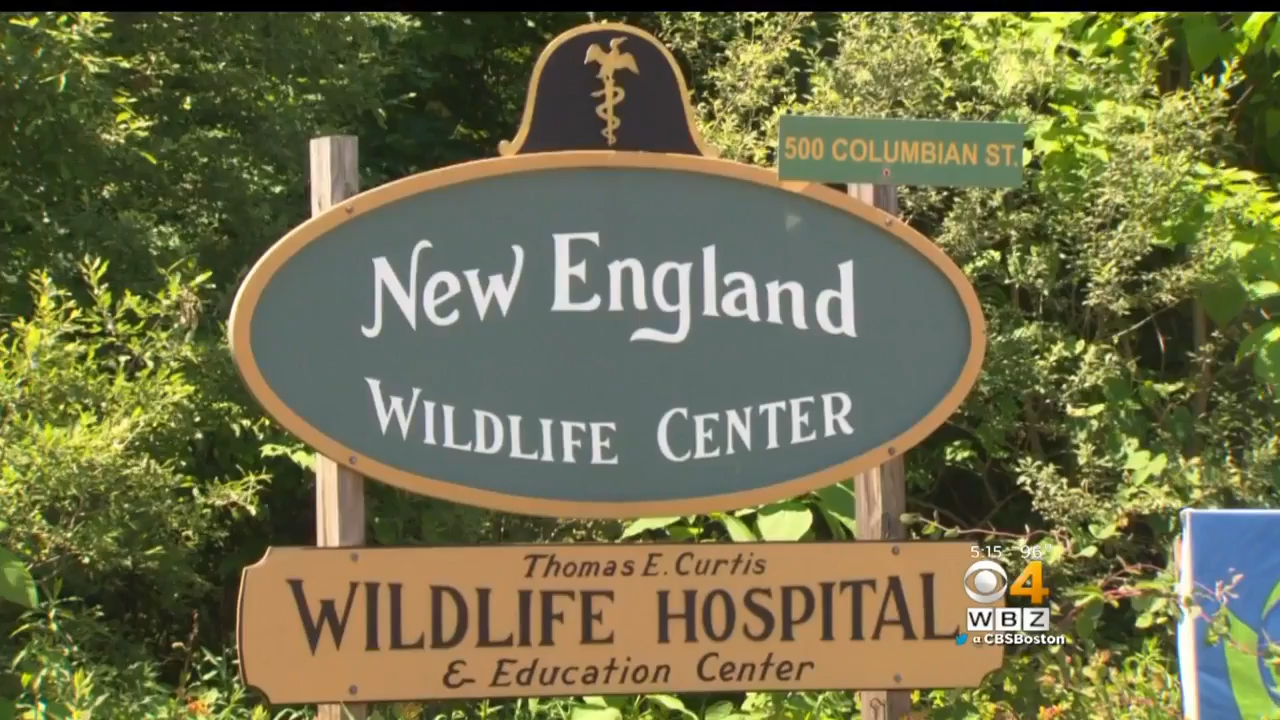 500 COLUMBIAN ST.
New England
WILDLIFE CENTER
Thomas E. Curtis
WILDLIFE HOSPITAL
& Education Center
5:15 96°
4
WBZ
@CBSBoston